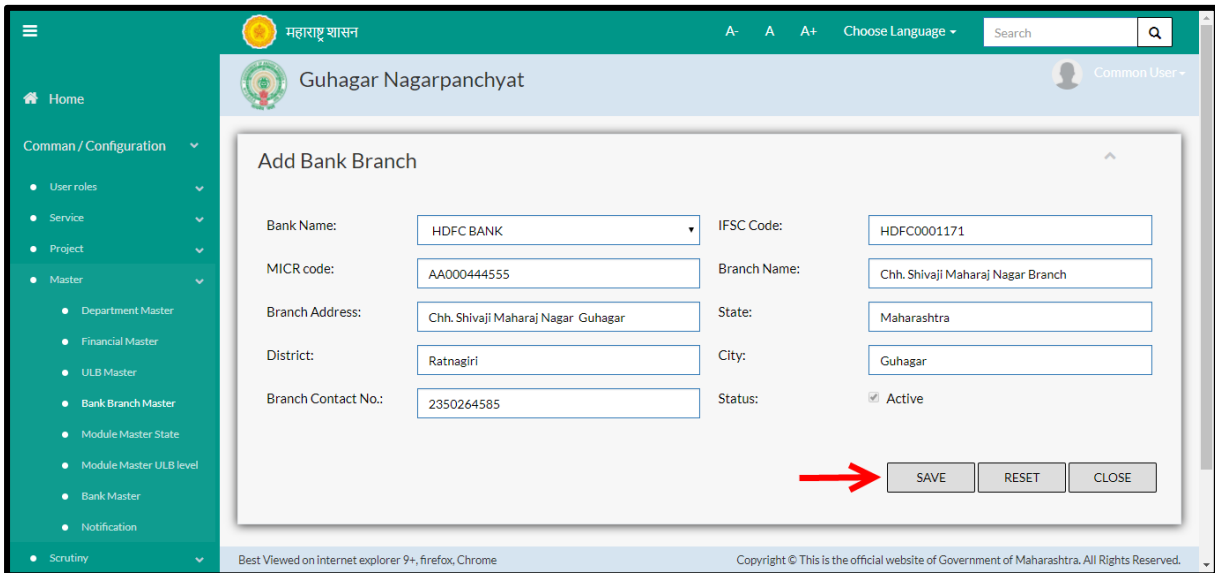 महाराष्ट्र शासन
A- A A+ Choose Language Search
Guhagar Nagarpanchyat
Common User
Home
Comman / Configuration
User roles
Service
Project
Master
Department Master
Financial Master
ULB Master
Bank Branch Master
Module Master State
Module Master ULB level
Bank Master
Notification
Scrutiny
Add Bank Branch
Bank Name: HDFC BANK IFSC Code: HDFC0001171
MICR code: AA000444555 Branch Name: Chh. Shivaji Maharaj Nagar Branch
Branch Address: Chh. Shivaji Maharaj Nagar Guhagar State: Maharashtra
District: Ratnagiri City: Guhagar
Branch Contact No.: 2350264585 Status: Active
SAVE RESET CLOSE
Best Viewed on internet explorer 9+, firefox, Chrome Copyright © This is the official website of Government of Maharashtra. All Rights Reserved.